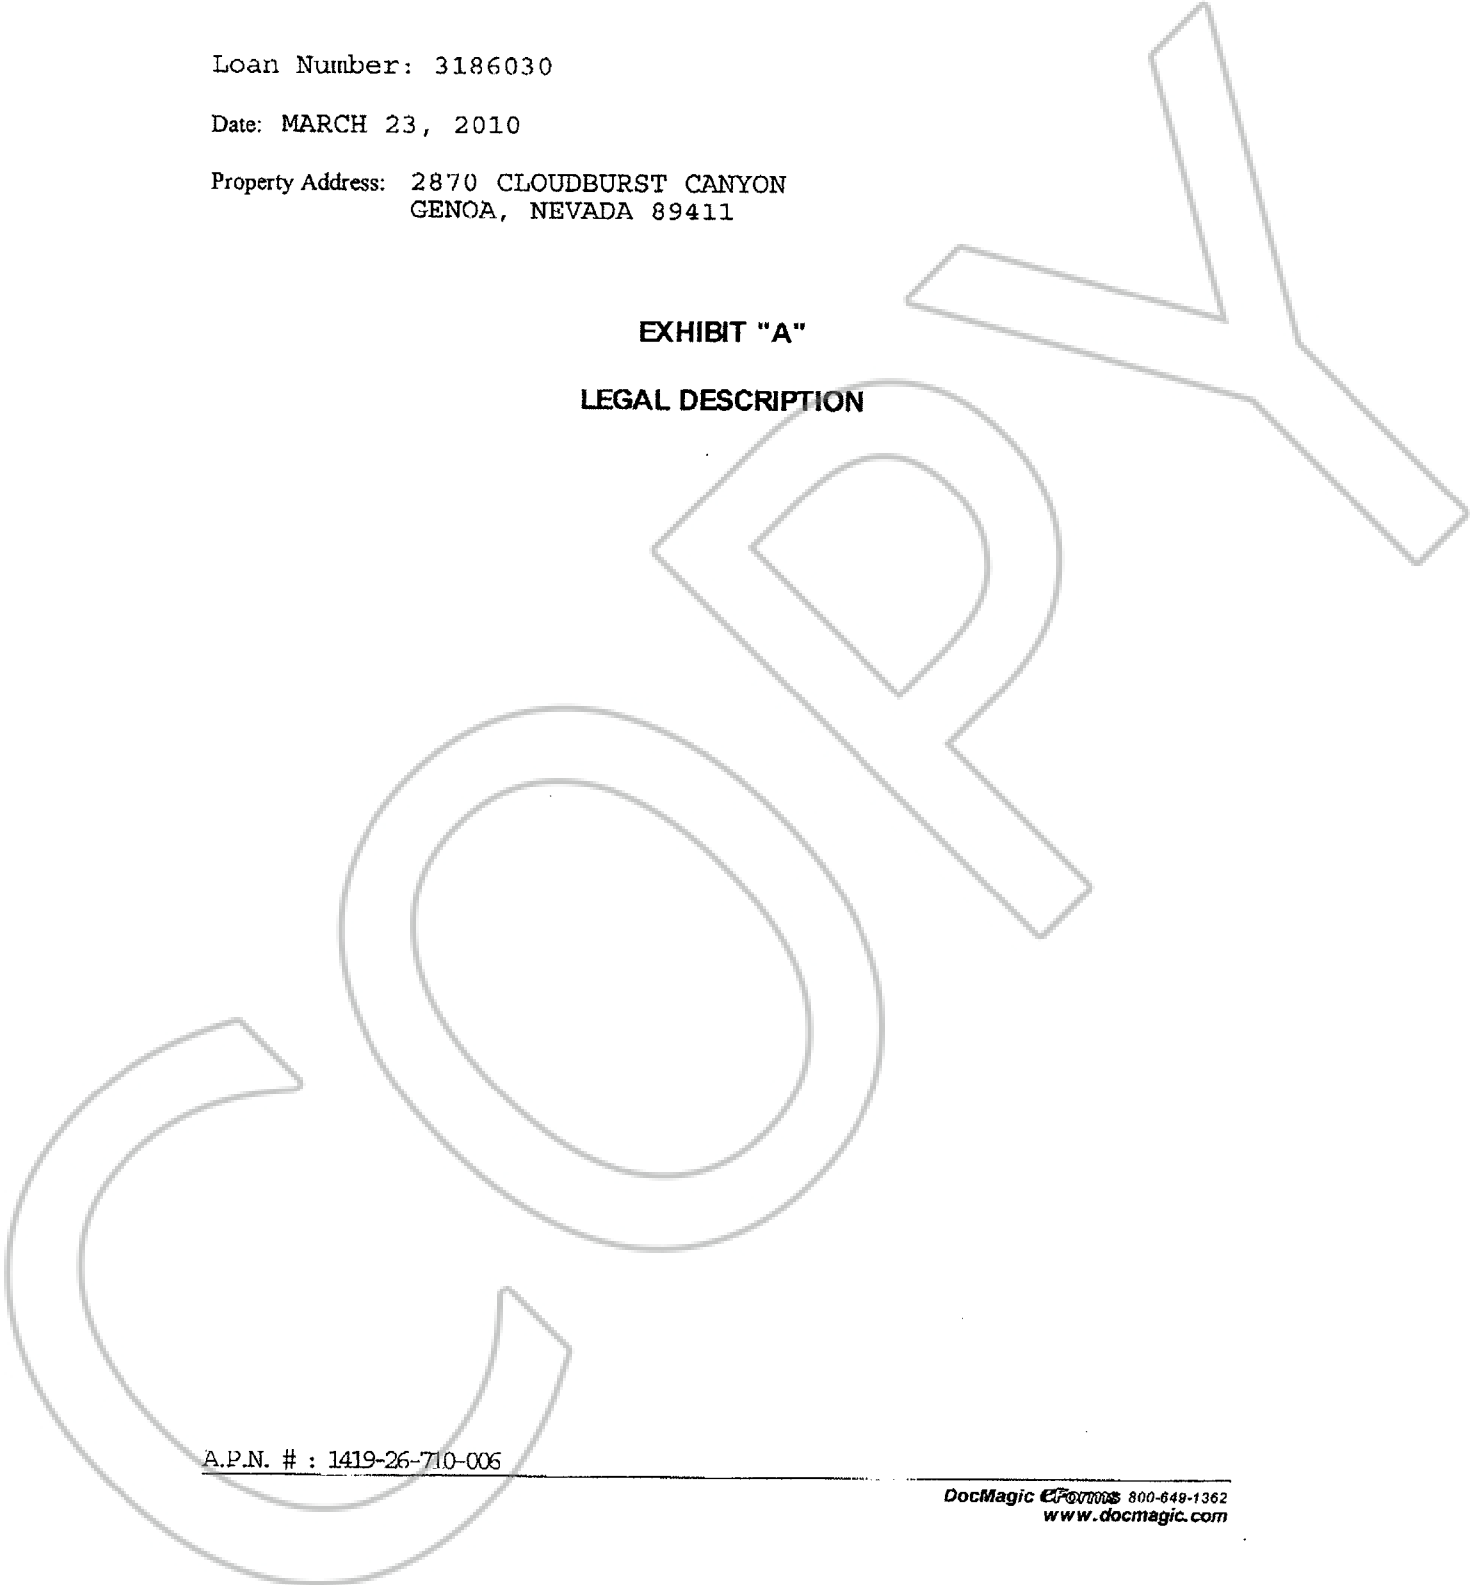 Loan Number: 3186030
Date: MARCH 23, 2010
Property Address: 2870 CLOUDBURST CANYON
GENOA, NEVADA 89411
EXHIBIT "A"
LEGAL DESCRIPTION
COPY
A.P.N. # : 1419-26-710-006
DocMagic eForms 800-649-1362
www.docmagic.com